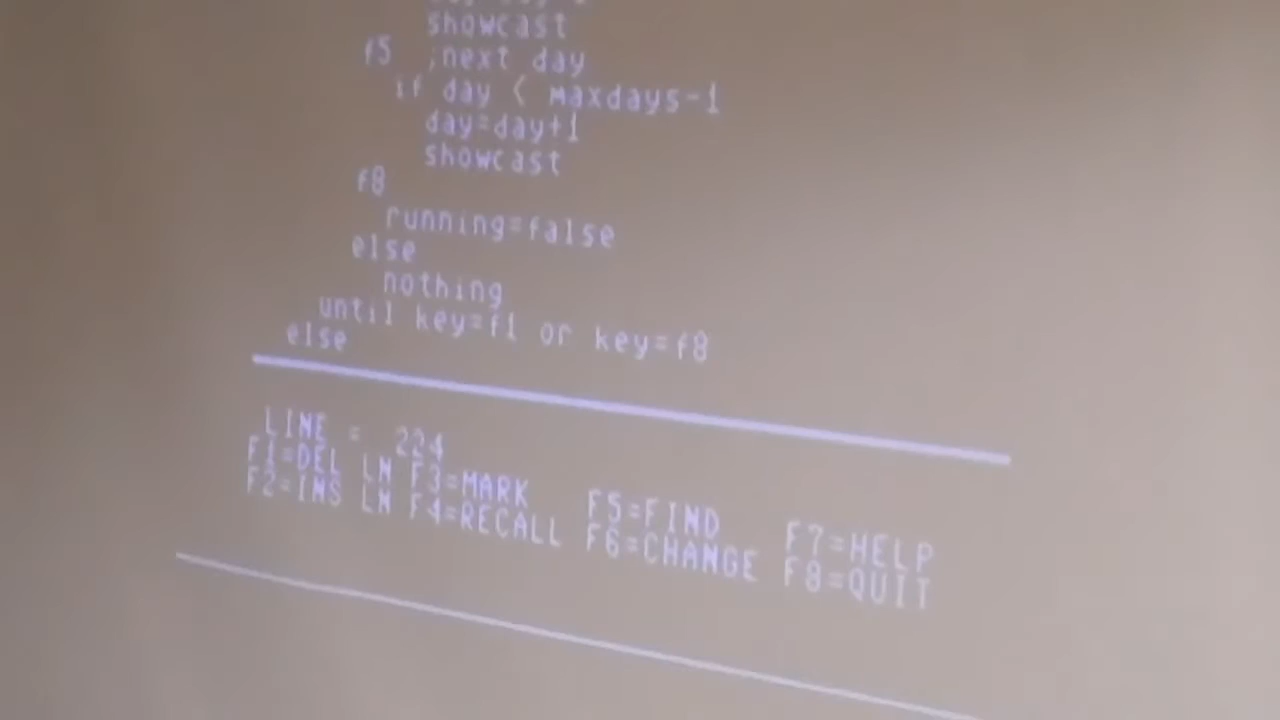 showcast
f5 ;next day
if day < maxdays-1
day=day+1
showcast
f8
running=false
else
nothing
until key=f1 or key=f8
else
LINE = 224
F1=DEL LN F3=MARK F5=FIND F7=HELP
F2=INS LN F4=RECALL F6=CHANGE F8=QUIT